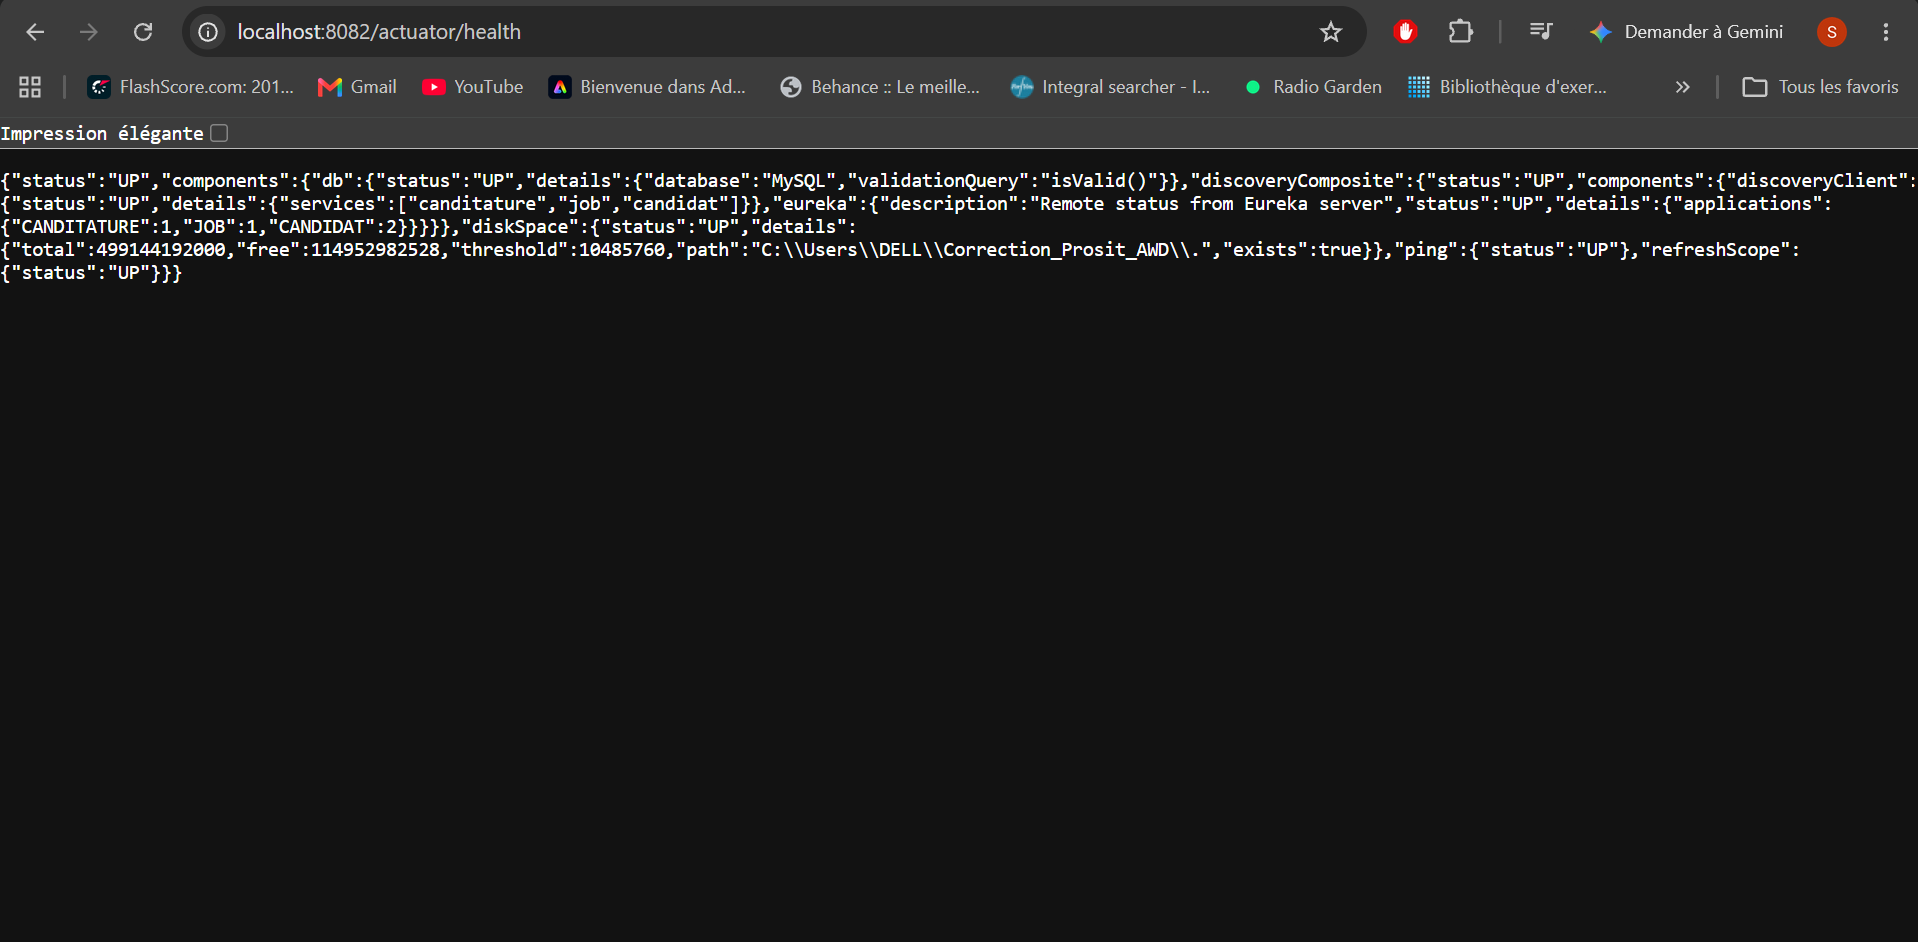 localhost:8082/actuator/health
Demander à Gemini
S
FlashScore.com: 201...
Gmail
YouTube
Bienvenue dans Ad...
Behance :: Le meille...
Integral searcher - I...
Radio Garden
Bibliothèque d'exer...
Tous les favoris
Impression élégante
{"status":"UP","components":{"db":{"status":"UP","details":{"database":"MySQL","validationQuery":"isValid()"}},"discoveryComposite":{"status":"UP","components":{"discoveryClient":
{"status":"UP","details":{"services":["canditature","job","candidat"]}},"eureka":{"description":"Remote status from Eureka server","status":"UP","details":{"applications":
{"CANDITATURE":1,"JOB":1,"CANDIDAT":2}}}}},"diskSpace":{"status":"UP","details":
{"total":499144192000,"free":114952982528,"threshold":10485760,"path":"C:\\Users\\DELL\\Correction_Prosit_AWD\\.","exists":true}},"ping":{"status":"UP"},"refreshScope":
{"status":"UP"}}}